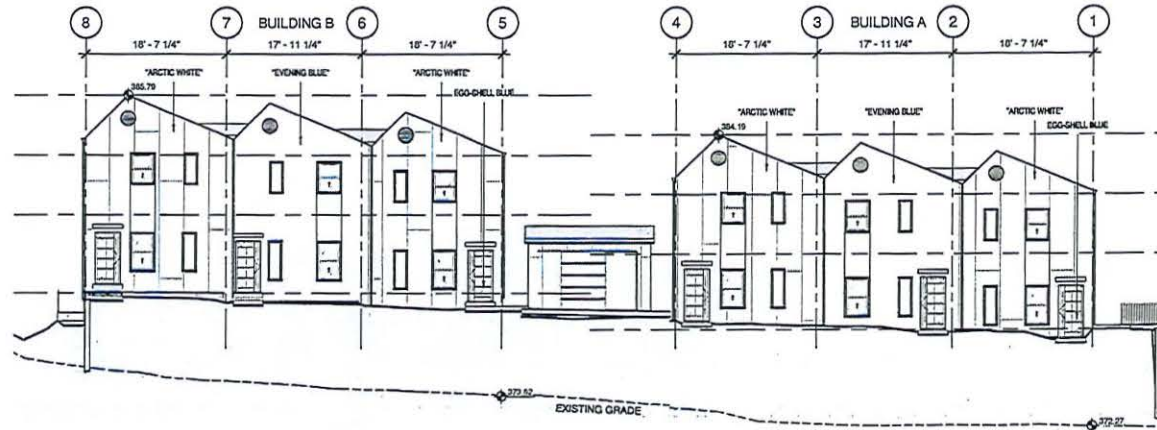 8 BUILDING B 7 6 5 4 3 BUILDING A 2 1
18' - 7 1/4" 17' - 11 1/4" 18' - 7 1/4" 18' - 7 1/4" 17' - 11 1/4" 18' - 7 1/4"
"ARCTIC WHITE" "EVENING BLUE" "ARCTIC WHITE"
385.79 EGG-SHELL BLUE
"ARCTIC WHITE" "EVENING BLUE" "ARCTIC WHITE"
384.19 EGG-SHELL BLUE
373.52
EXISTING GRADE
372.27